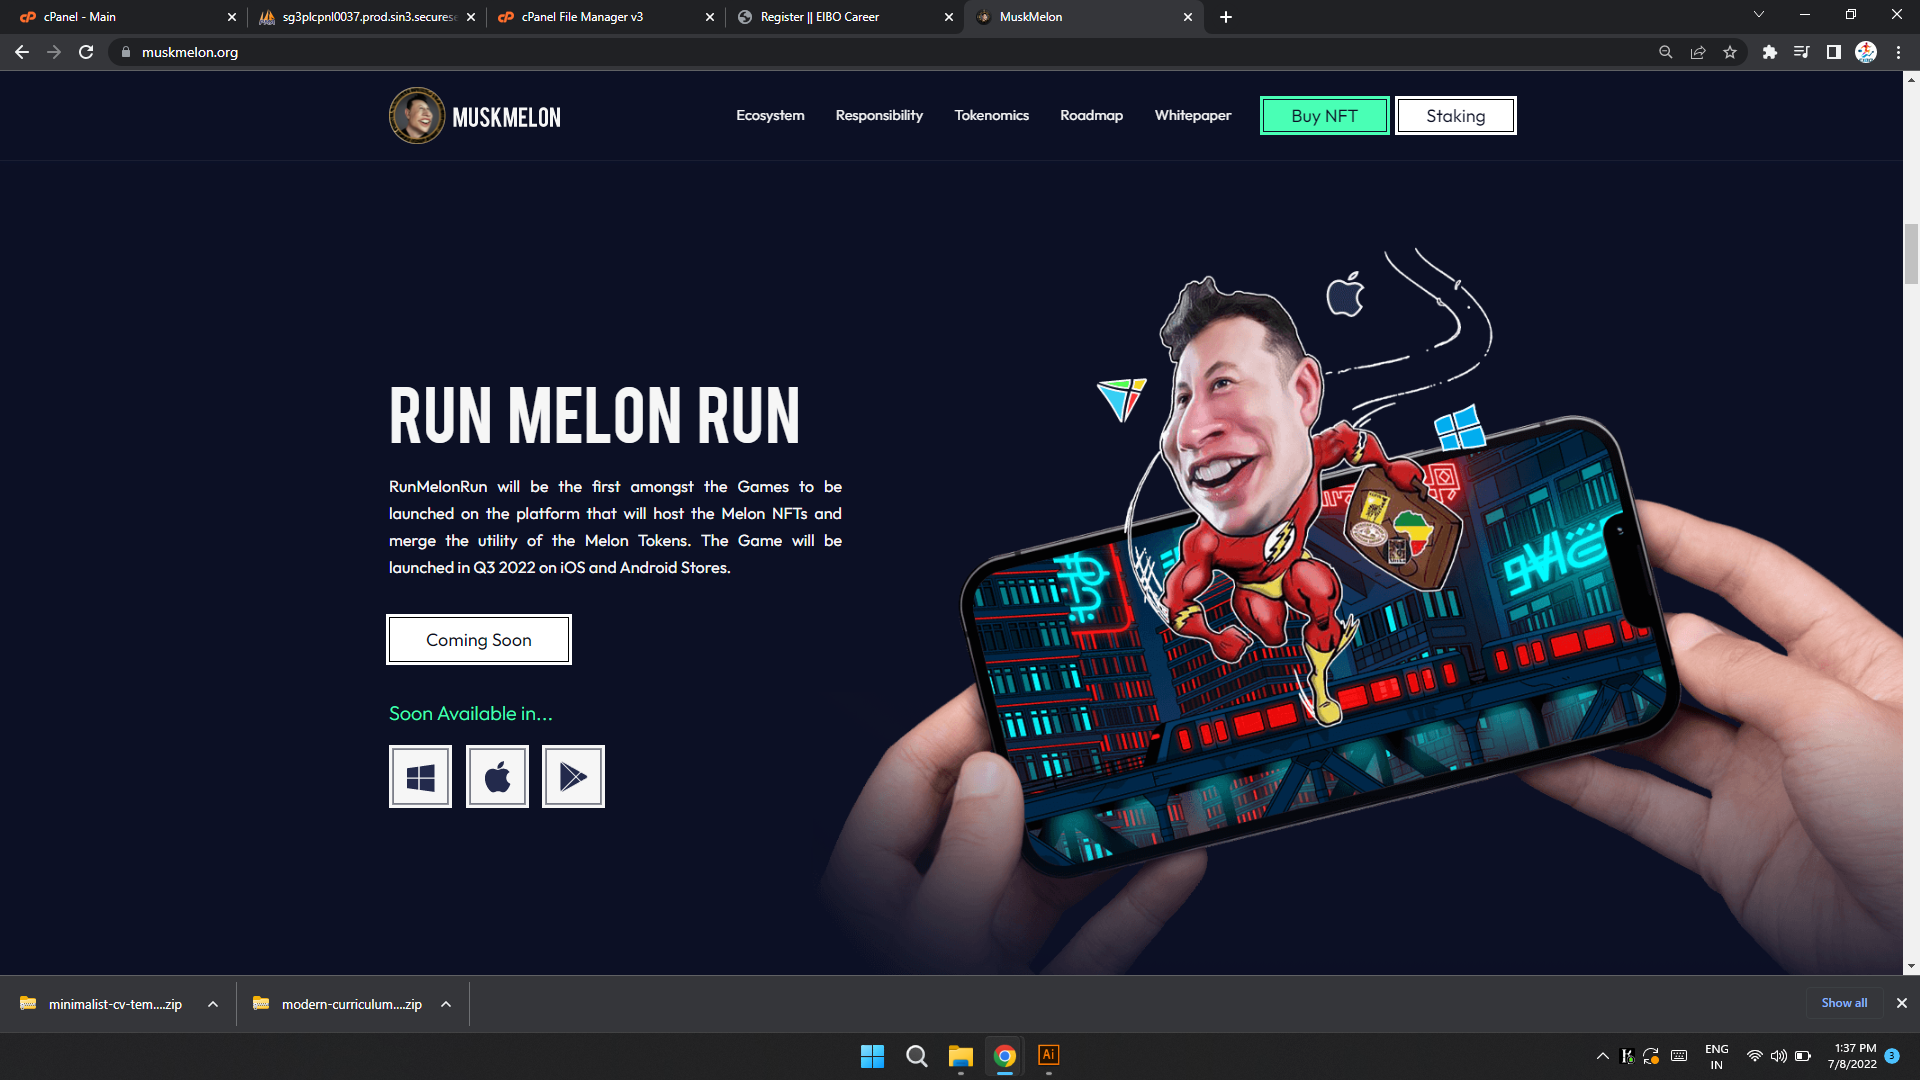 cPanel - Main
sg3plcpnl0037.prod.sin3.securese
cPanel File Manager v3
Register || EIBO Career
MuskMelon
muskmelon.org
MUSKMELON
Ecosystem
Responsibility
Tokenomics
Roadmap
Whitepaper
Buy NFT
Staking
RUN MELON RUN
RunMelonRun will be the first amongst the Games to be
launched on the platform that will host the Melon NFTs and
merge the utility of the Melon Tokens. The Game will be
launched in Q3 2022 on iOS and Android Stores.
Coming Soon
Soon Available in...
minimalist-cv-tem....zip
modern-curriculum....zip
Show all
Ai
ENG
IN
1:37 PM
7/8/2022
3